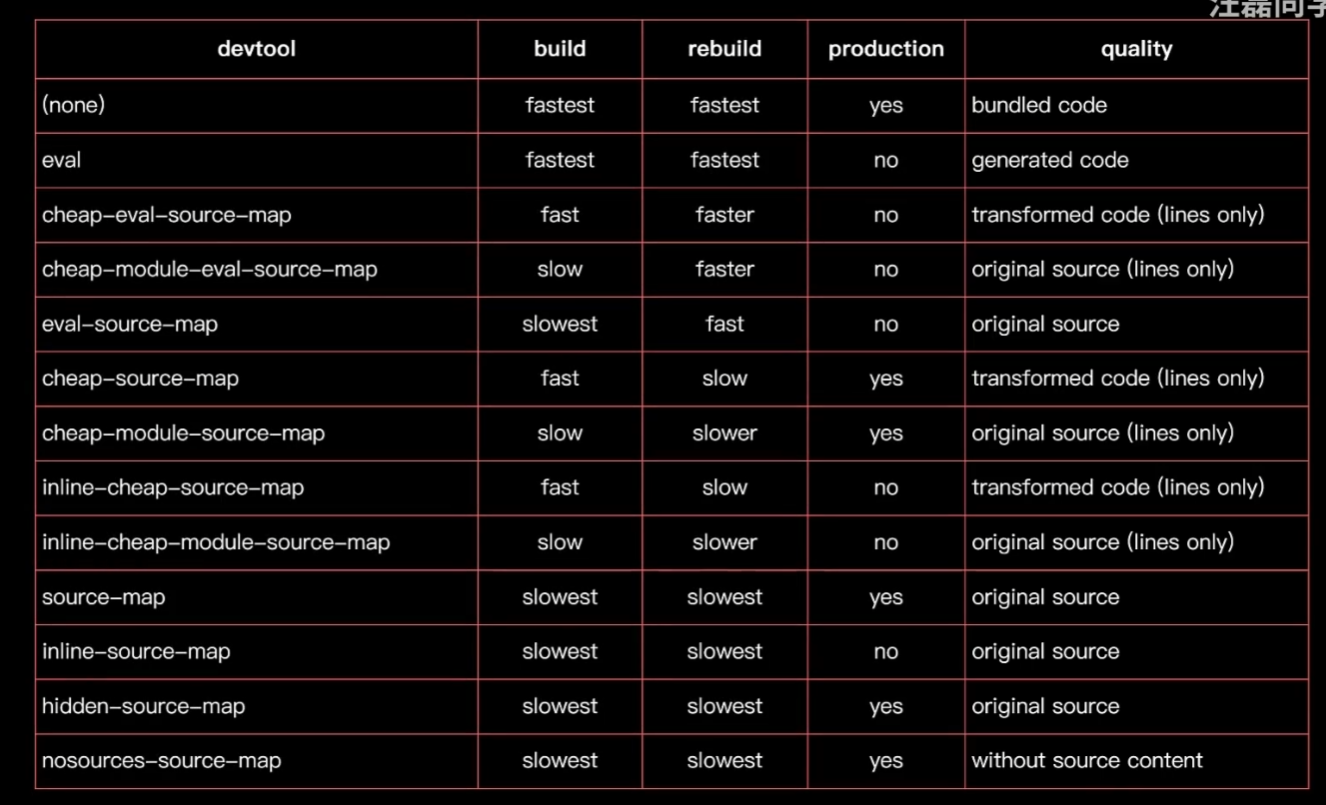 汪磊同学
devtool build rebuild production quality
(none) fastest fastest yes bundled code
eval fastest fastest no generated code
cheap-eval-source-map fast faster no transformed code (lines only)
cheap-module-eval-source-map slow faster no original source (lines only)
eval-source-map slowest fast no original source
cheap-source-map fast slow yes transformed code (lines only)
cheap-module-source-map slow slower yes original source (lines only)
inline-cheap-source-map fast slow no transformed code (lines only)
inline-cheap-module-source-map slow slower no original source (lines only)
source-map slowest slowest yes original source
inline-source-map slowest slowest no original source
hidden-source-map slowest slowest yes original source
nosources-source-map slowest slowest yes without source content